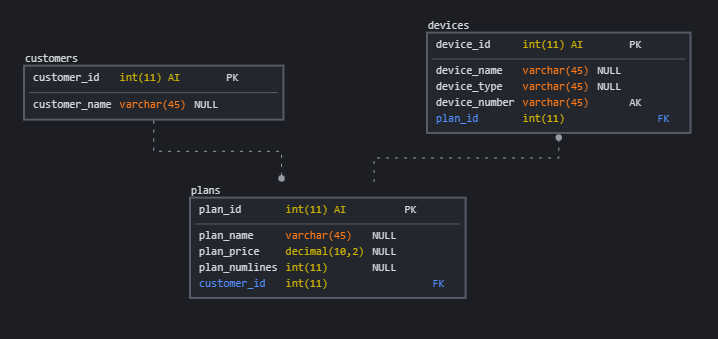 customers
customer_id int(11) AI PK
customer_name varchar(45) NULL
devices
device_id int(11) AI PK
device_name varchar(45) NULL
device_type varchar(45) NULL
device_number varchar(45) AK
plan_id int(11) FK
plans
plan_id int(11) AI PK
plan_name varchar(45) NULL
plan_price decimal(10,2) NULL
plan_numlines int(11) NULL
customer_id int(11) FK